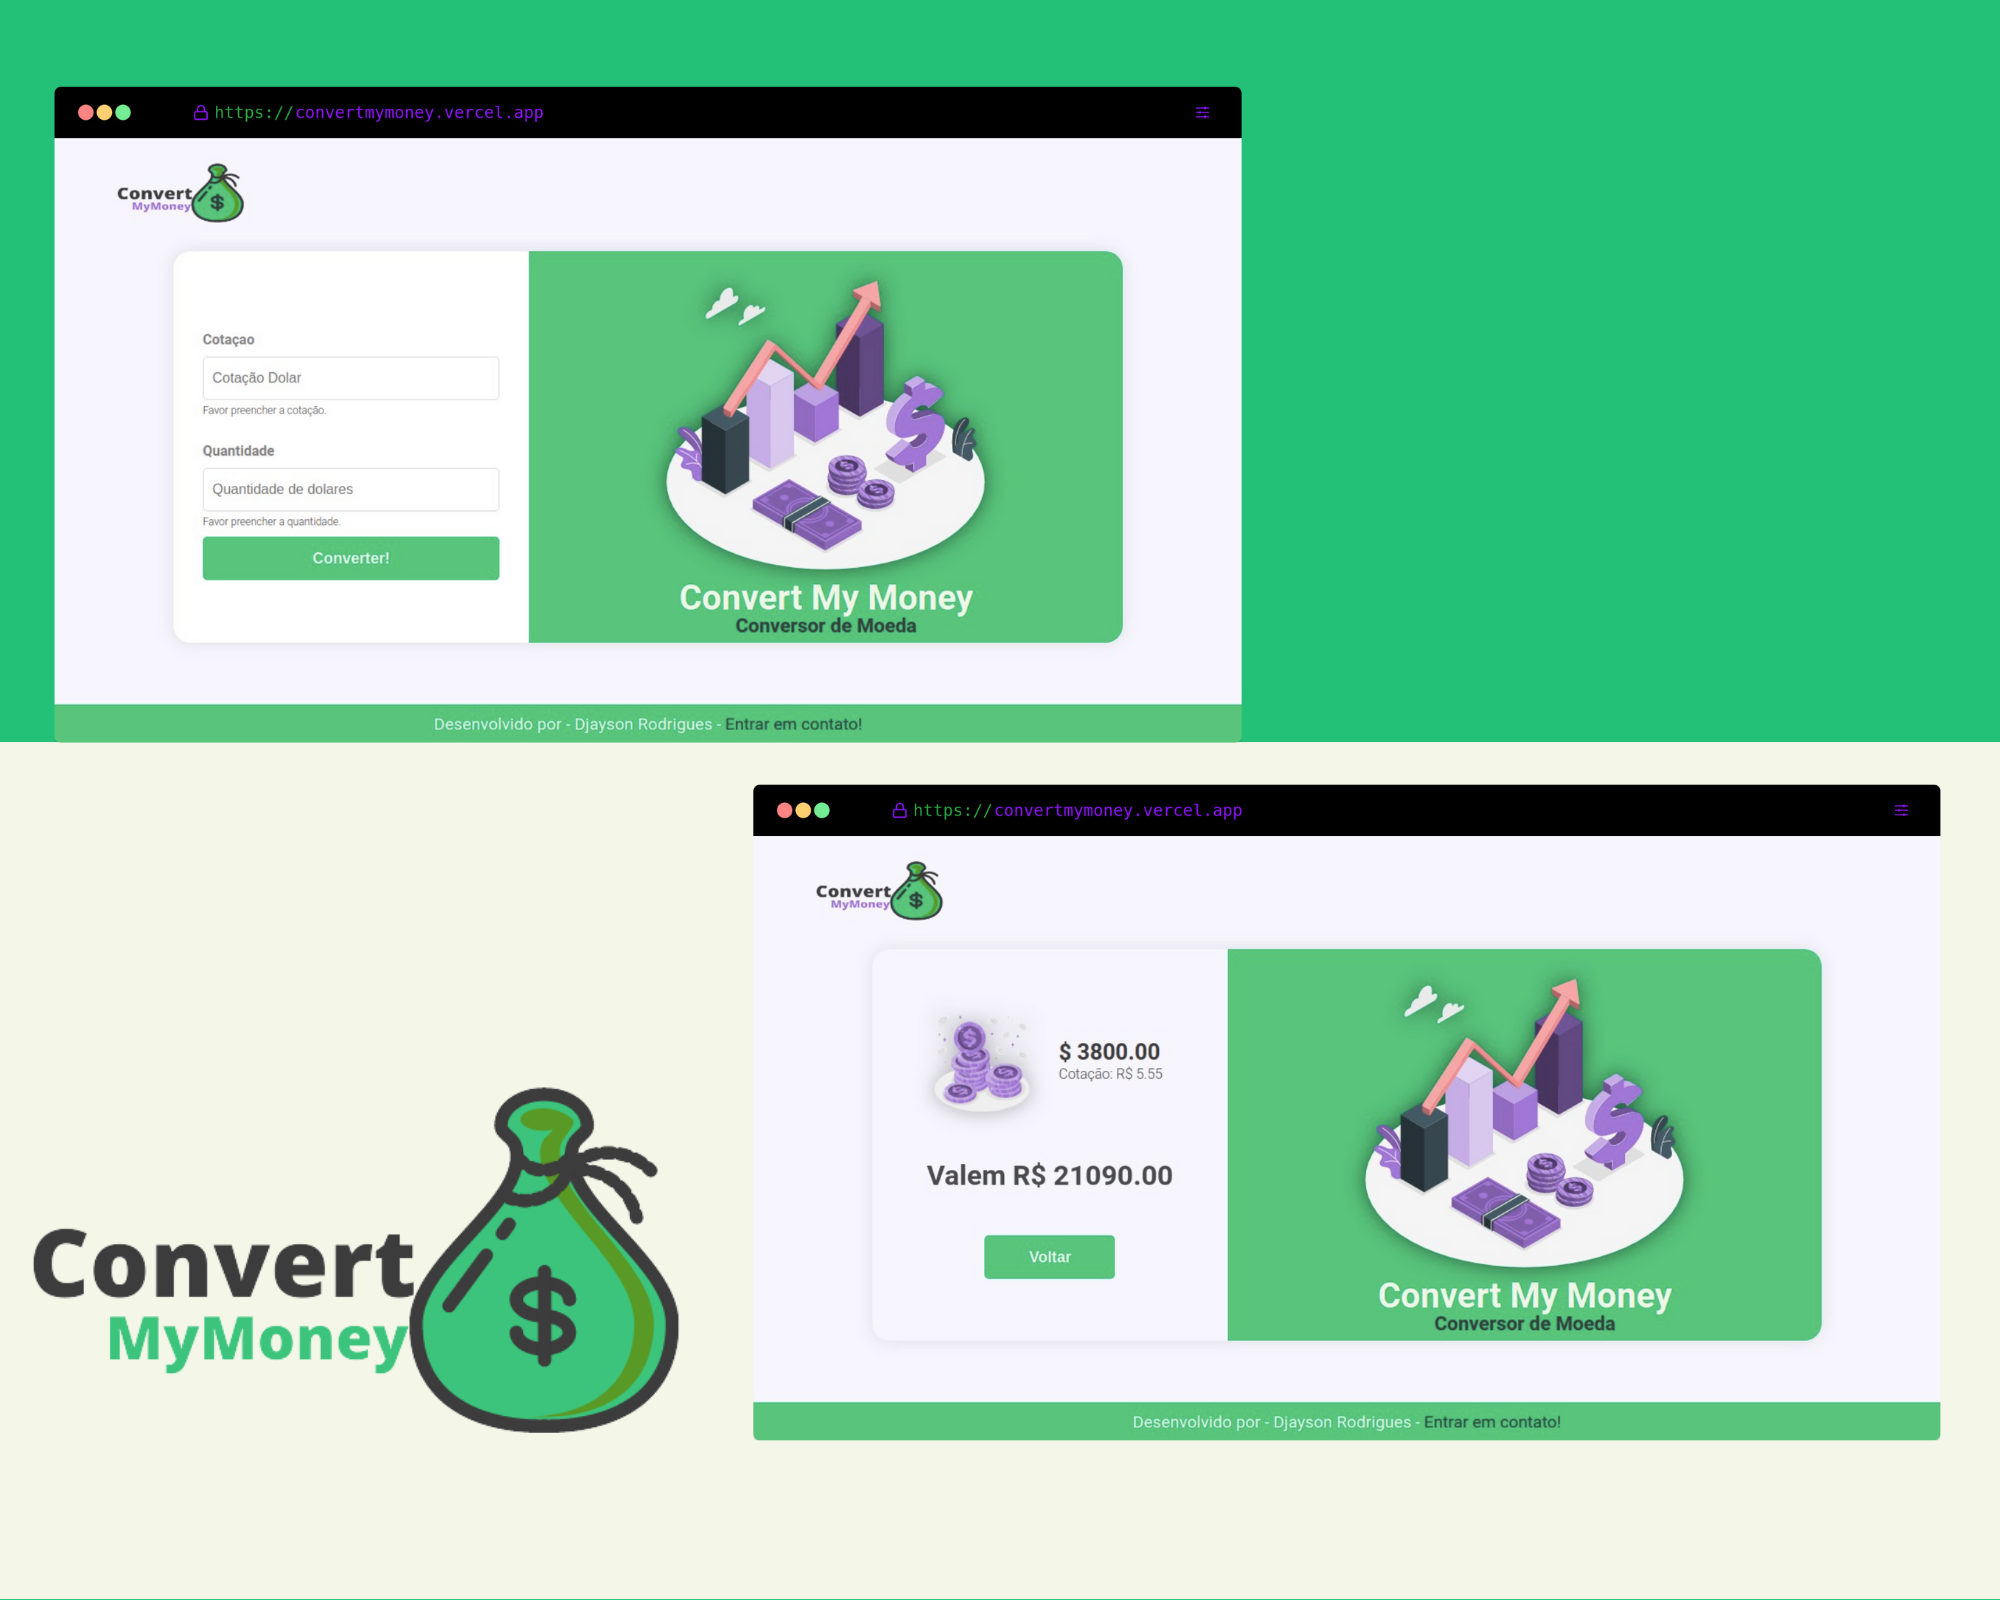 https://convertmymoney.vercel.app
Convert
MyMoney
$
Cotaçao
Cotação Dolar
Favor preencher a cotação.
Quantidade
Quantidade de dolares
Favor preencher a quantidade.
Converter!
Convert My Money
Conversor de Moeda
Desenvolvido por - Djayson Rodrigues - Entrar em contato!
https://convertmymoney.vercel.app
Convert
MyMoney
$
$ 3800.00
Cotação: R$ 5.55
Valem R$ 21090.00
Voltar
Convert My Money
Conversor de Moeda
Desenvolvido por - Djayson Rodrigues - Entrar em contato!
Convert
MyMoney
$